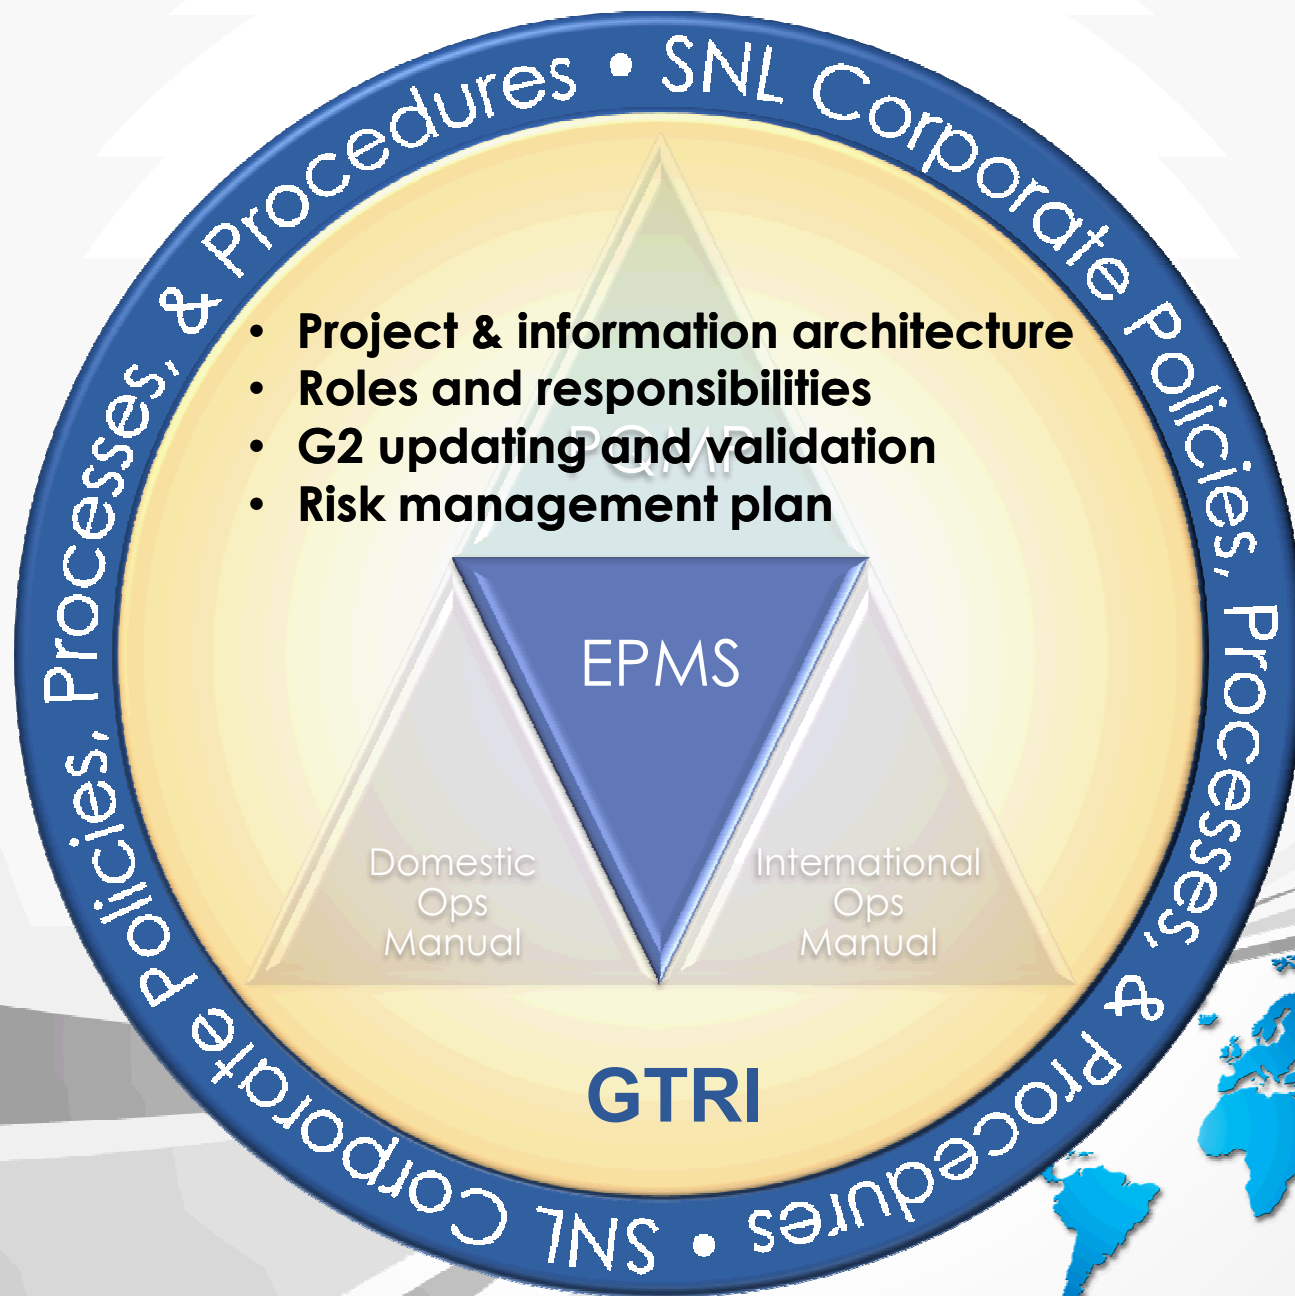 SNL Corporate Policies, Processes, & Procedures • SNL Corporate Policies, Processes, & Procedures •
• Project & information architecture
• Roles and responsibilities
• G2 updating and validation
PQMP
• Risk management plan
EPMS
Domestic
Ops
Manual
International
Ops
Manual
GTRI